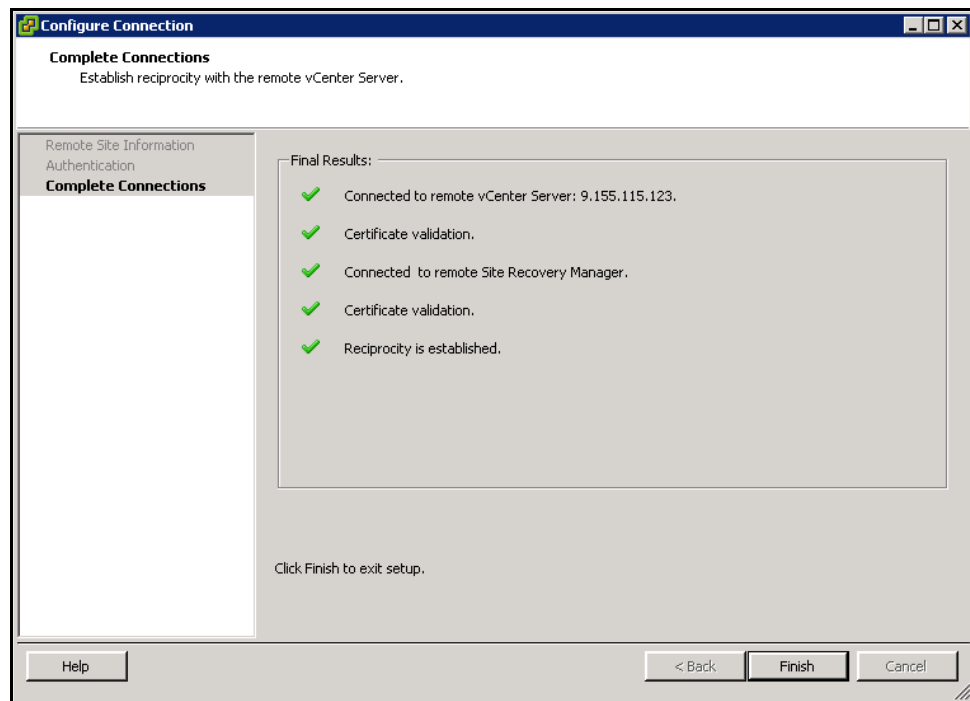 Configure Connection
Complete Connections
Establish reciprocity with the remote vCenter Server.
Remote Site Information
Authentication
Complete Connections
Final Results:
Connected to remote vCenter Server: 9.155.115.123.
Certificate validation.
Connected to remote Site Recovery Manager.
Certificate validation.
Reciprocity is established.
Click Finish to exit setup.
Help
< Back
Finish
Cancel